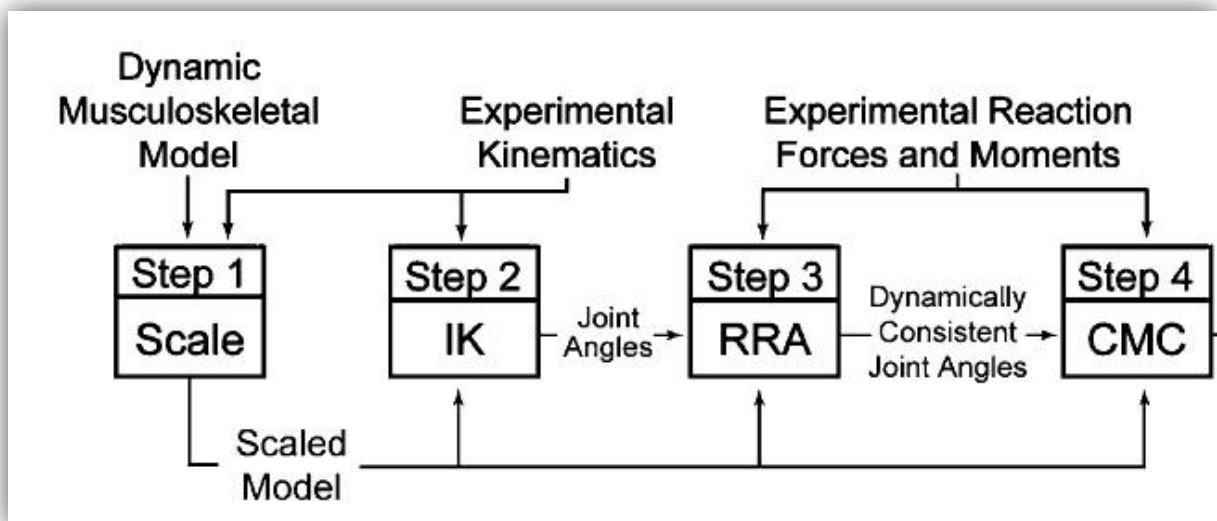 Dynamic
Musculoskeletal
Model
Experimental
Kinematics
Experimental Reaction
Forces and Moments
Step 1
Scale
Step 2
IK
Joint
Angles
Step 3
RRA
Dynamically
Consistent
Joint Angles
Step 4
CMC
Scaled
Model